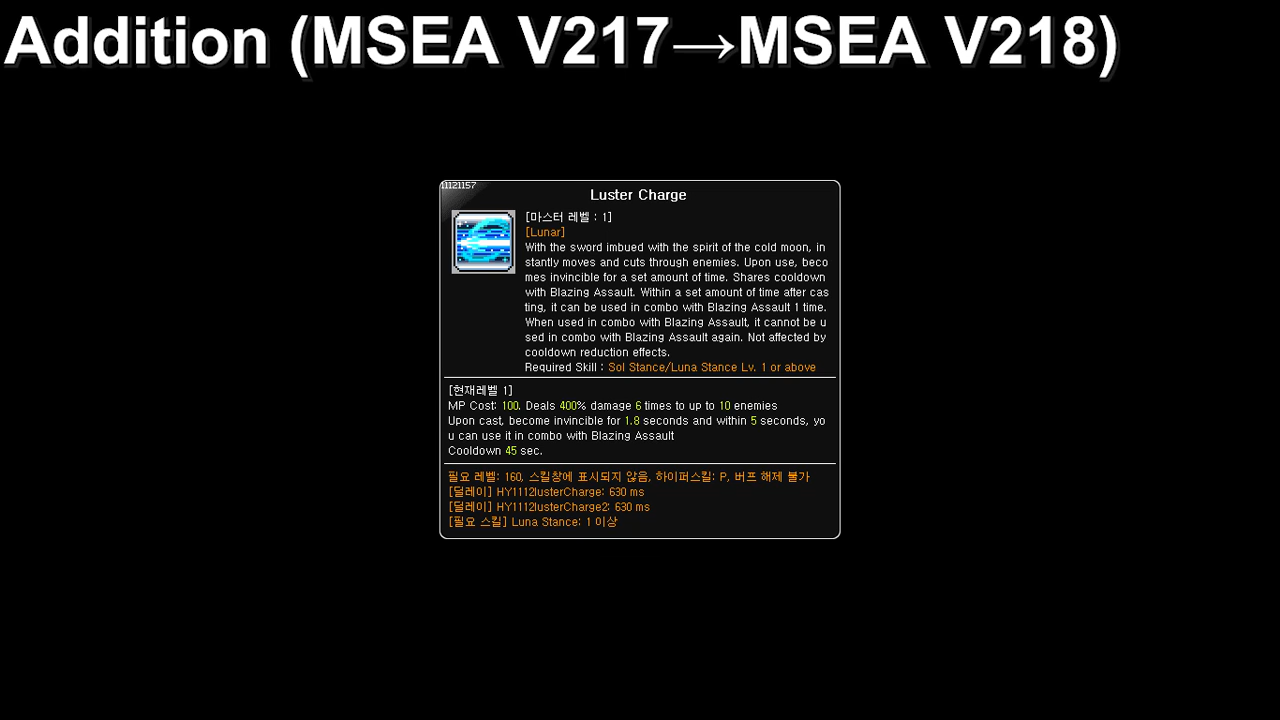 Addition (MSEA V217→MSEA V218)
11121157
Luster Charge
[마스터 레벨 : 1]
[Lunar]
With the sword imbued with the spirit of the cold moon, in
stantly moves and cuts through enemies. Upon use, beco
mes invincible for a set amount of time. Shares cooldown
with Blazing Assault. Within a set amount of time after cas
ting, it can be used in combo with Blazing Assault 1 time.
When used in combo with Blazing Assault, it cannot be u
sed in combo with Blazing Assault again. Not affected by
cooldown reduction effects.
Required Skill : Sol Stance/Luna Stance Lv. 1 or above
[현재레벨 1]
MP Cost: 100. Deals 400% damage 6 times to up to 10 enemies
Upon cast, become invincible for 1.8 seconds and within 5 seconds, yo
u can use it in combo with Blazing Assault
Cooldown 45 sec.
필요 레벨: 160, 스킬창에 표시되지 않음, 하이퍼스킬: P, 버프 해제 불가
[딜레이] HY1112lusterCharge: 630 ms
[딜레이] HY1112lusterCharge2: 630 ms
[필요 스킬] Luna Stance: 1 이상